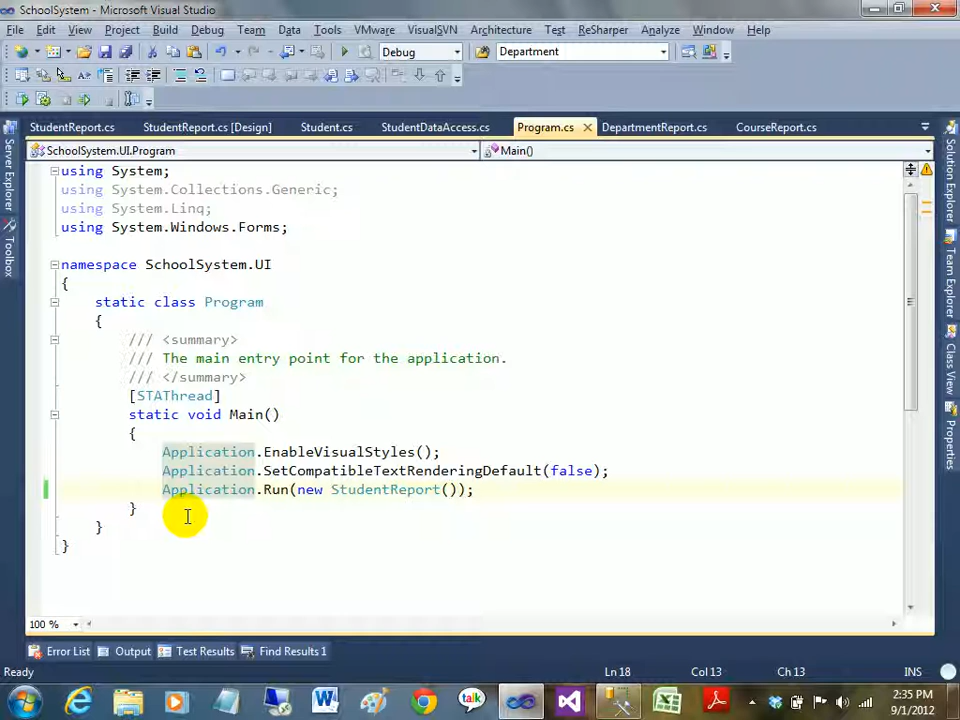 SchoolSystem - Microsoft Visual Studio
File Edit View Project Build Debug Team Data Tools VMware VisualSVN Architecture Test ReSharper Analyze Window Help
Debug Department
StudentReport.cs StudentReport.cs [Design] Student.cs StudentDataAccess.cs Program.cs DepartmentReport.cs CourseReport.cs
SchoolSystem.UI.Program Main()
using System;
using System.Collections.Generic;
using System.Linq;
using System.Windows.Forms;
namespace SchoolSystem.UI
{
static class Program
{
/// <summary>
/// The main entry point for the application.
/// </summary>
[STAThread]
static void Main()
{
Application.EnableVisualStyles();
Application.SetCompatibleTextRenderingDefault(false);
Application.Run(new StudentReport());
}
}
}
100 %
Server Explorer
Toolbox
Solution Explorer
Team Explorer
Class View
Properties
Error List Output Test Results Find Results 1
Ready Ln 18 Col 13 Ch 13 INS
talk
2:35 PM
9/1/2012